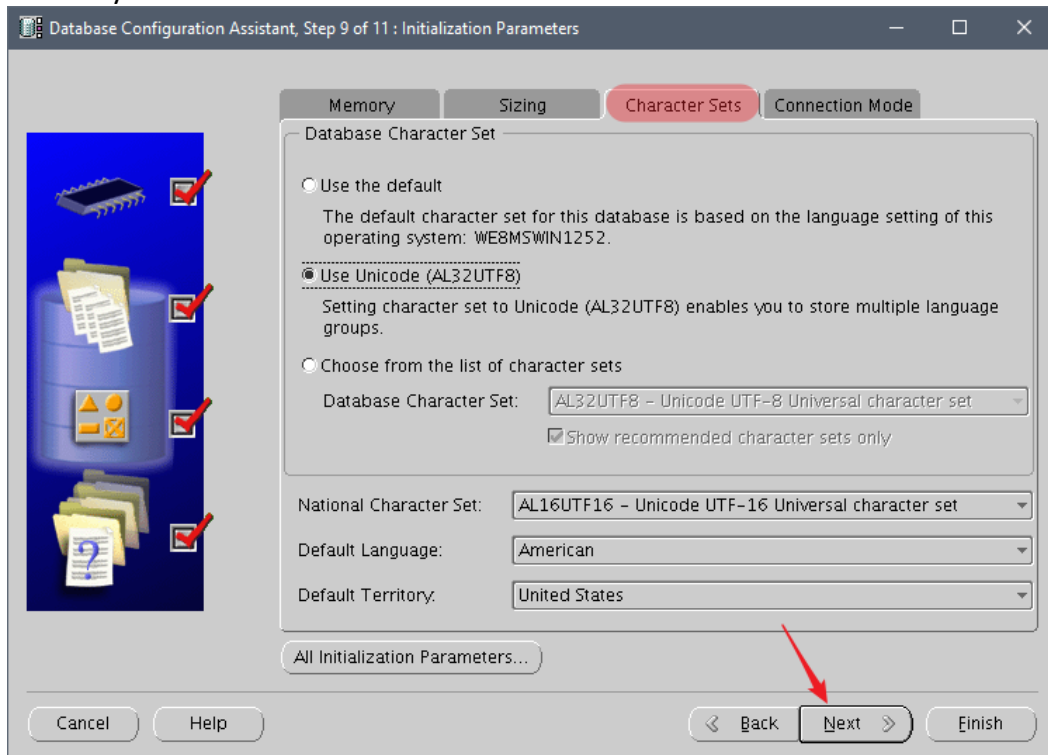 Database Configuration Assistant, Step 9 of 11 : Initialization Parameters
Memory Sizing Character Sets Connection Mode
Database Character Set
Use the default
The default character set for this database is based on the language setting of this
operating system: WE8MSWIN1252.
Use Unicode (AL32UTF8)
Setting character set to Unicode (AL32UTF8) enables you to store multiple language
groups.
Choose from the list of character sets
Database Character Set: AL32UTF8 – Unicode UTF-8 Universal character set
Show recommended character sets only
National Character Set: AL16UTF16 – Unicode UTF-16 Universal character set
Default Language: American
Default Territory: United States
All Initialization Parameters...
Cancel Help Back Next Finish